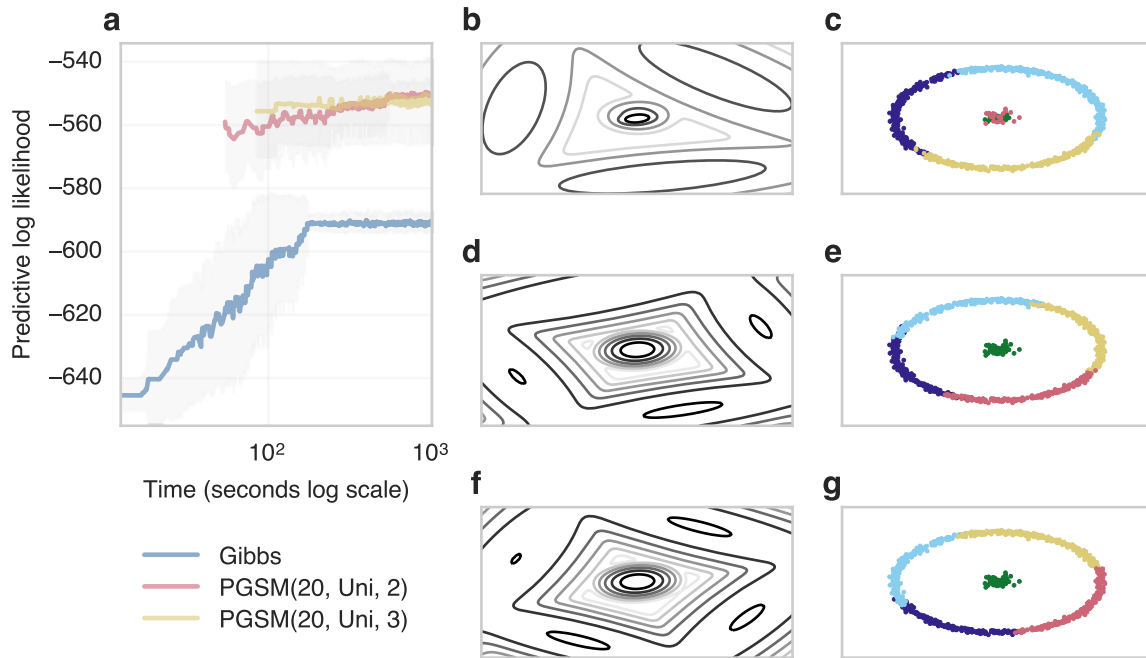 a
b
c
−540
−560
−580
−600
−620
−640
Predictive log likelihood
10²
10³
Time (seconds log scale)
d
e
f
g
Gibbs
PGSM(20, Uni, 2)
PGSM(20, Uni, 3)